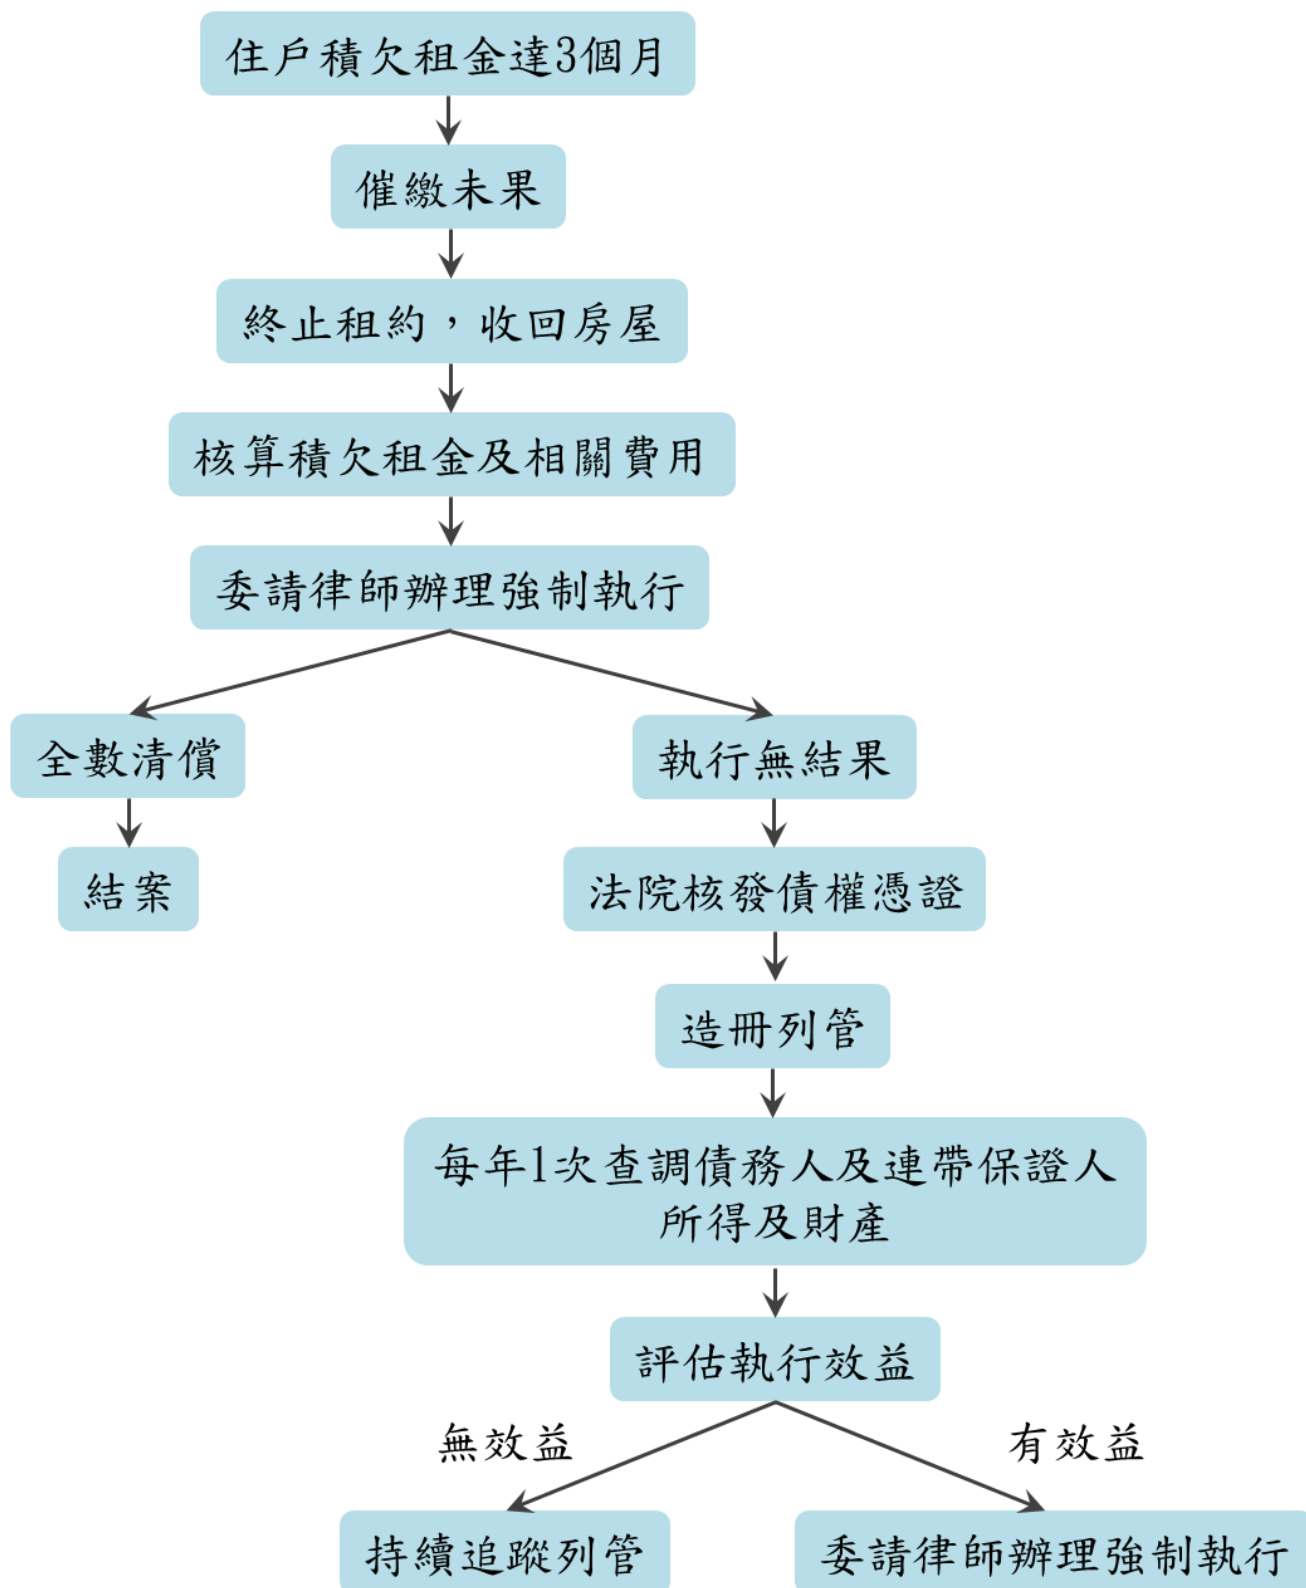 住戶積欠租金達3個月
催繳未果
終止租約，收回房屋
核算積欠租金及相關費用
委請律師辦理強制執行
全數清償
執行無結果
結案
法院核發債權憑證
造冊列管
每年1次查調債務人及連帶保證人
所得及財產
評估執行效益
無效益
有效益
持續追蹤列管
委請律師辦理強制執行